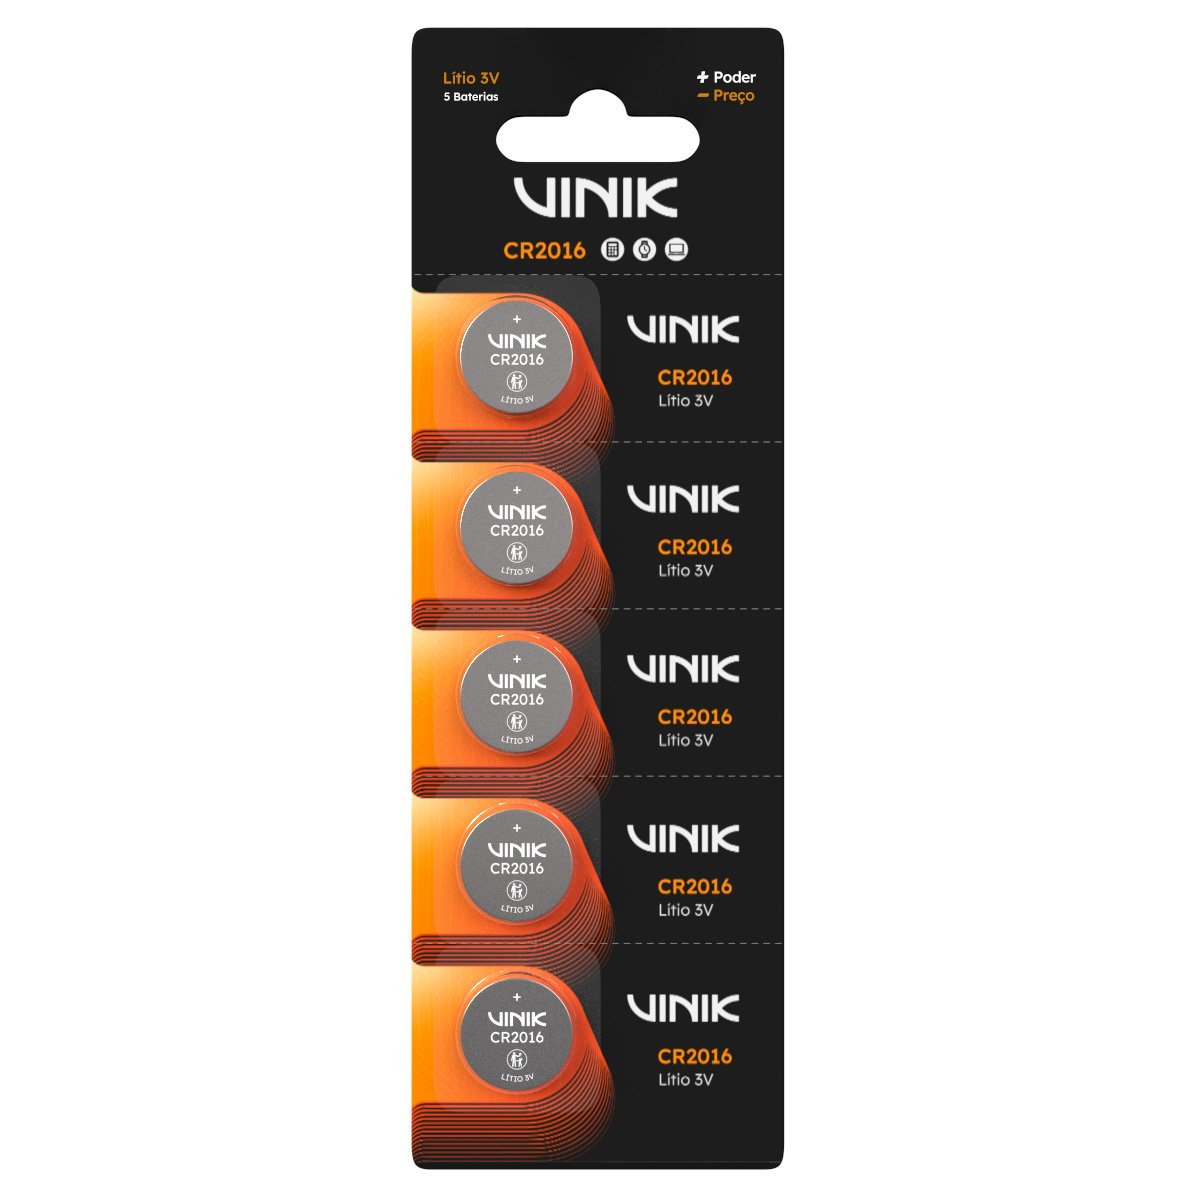 Lítio 3V
5 Baterias
+ Poder
- Preço
VINIK
CR2016
+
VINIK
CR2016
LÍTIO 3V
VINIK
CR2016
Lítio 3V
+
VINIK
CR2016
LÍTIO 3V
VINIK
CR2016
Lítio 3V
+
VINIK
CR2016
LÍTIO 3V
VINIK
CR2016
Lítio 3V
+
VINIK
CR2016
LÍTIO 3V
VINIK
CR2016
Lítio 3V
+
VINIK
CR2016
LÍTIO 3V
VINIK
CR2016
Lítio 3V